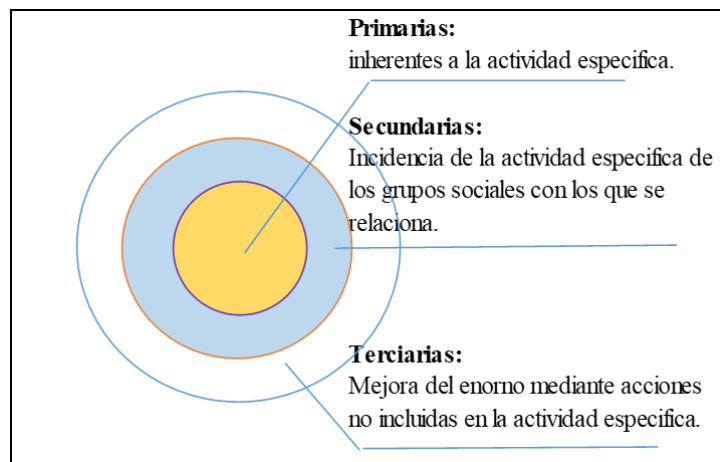 Primarias:
inherentes a la actividad especifica.
Secundarias:
Incidencia de la actividad especifica de
los grupos sociales con los que se
relaciona.
Terciarias:
Mejora del enorno mediante acciones
no incluidas en la actividad especifica.